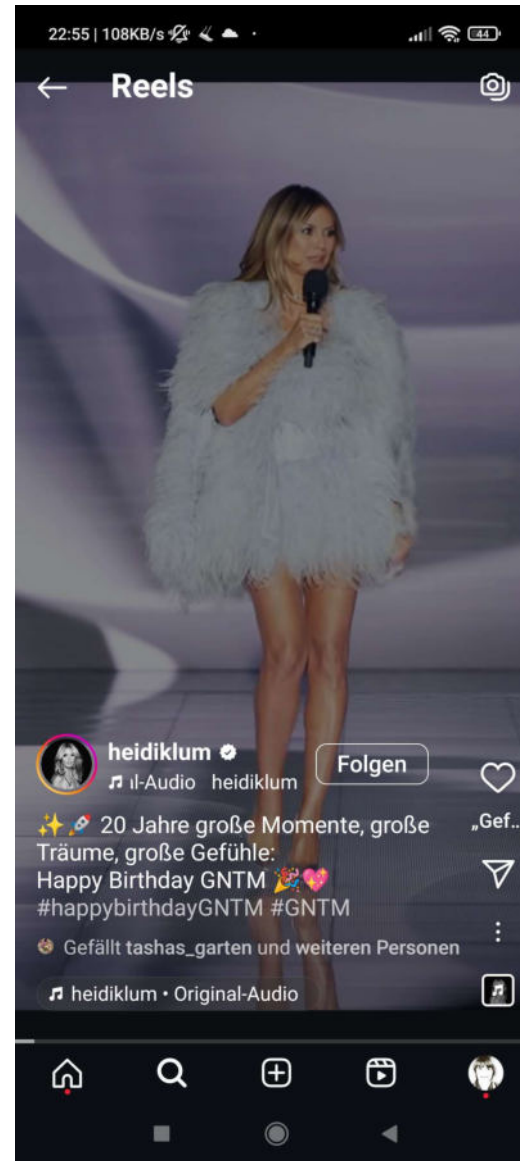 22:55 | 108KB/s
44
Reels
heidiklum
ıl-Audio heidiklum
Folgen
✨🚀 20 Jahre große Momente, große
Träume, große Gefühle:
Happy Birthday GNTM 🎉💖
#happybirthdayGNTM #GNTM
„Gef..
Gefällt tashas_garten und weiteren Personen
heidiklum • Original-Audio